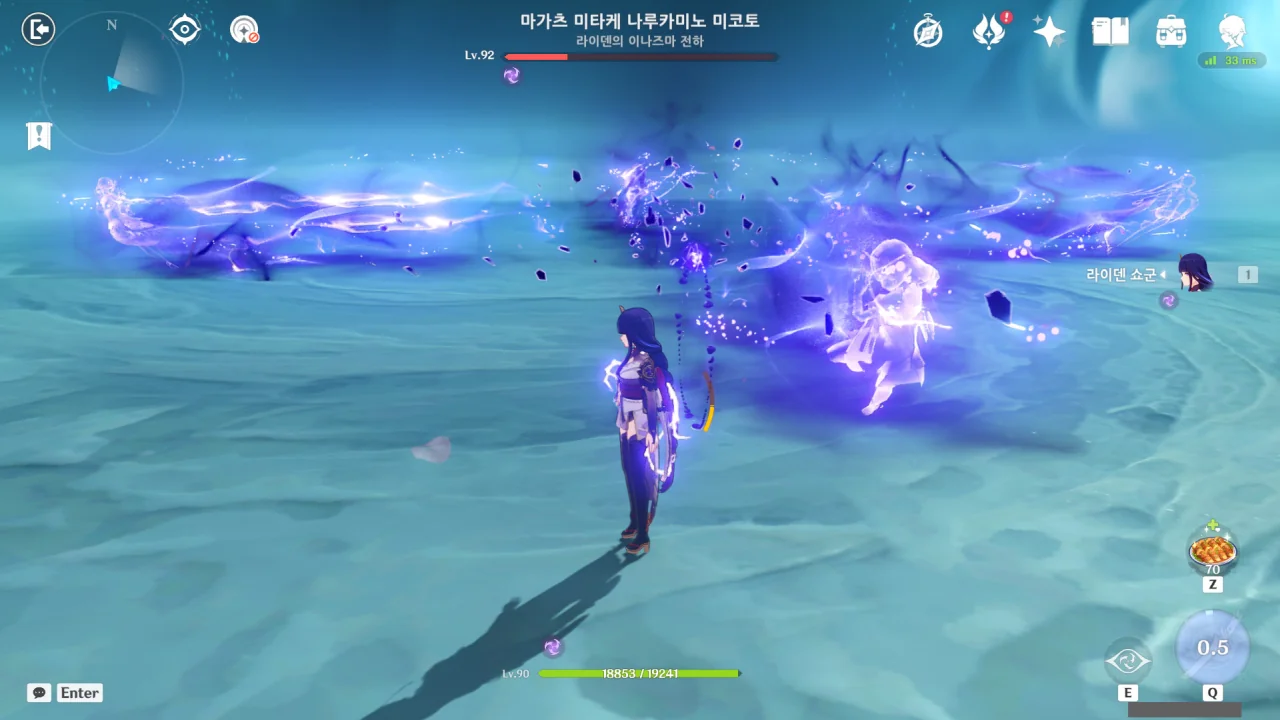 N
마가츠 미타케 나루카미노 미코토
라이덴의 이나즈마 전하
Lv.92
33 ms
라이덴 쇼군
1
70
Z
0.5
E
Q
Lv.90
18853 / 19241
Enter